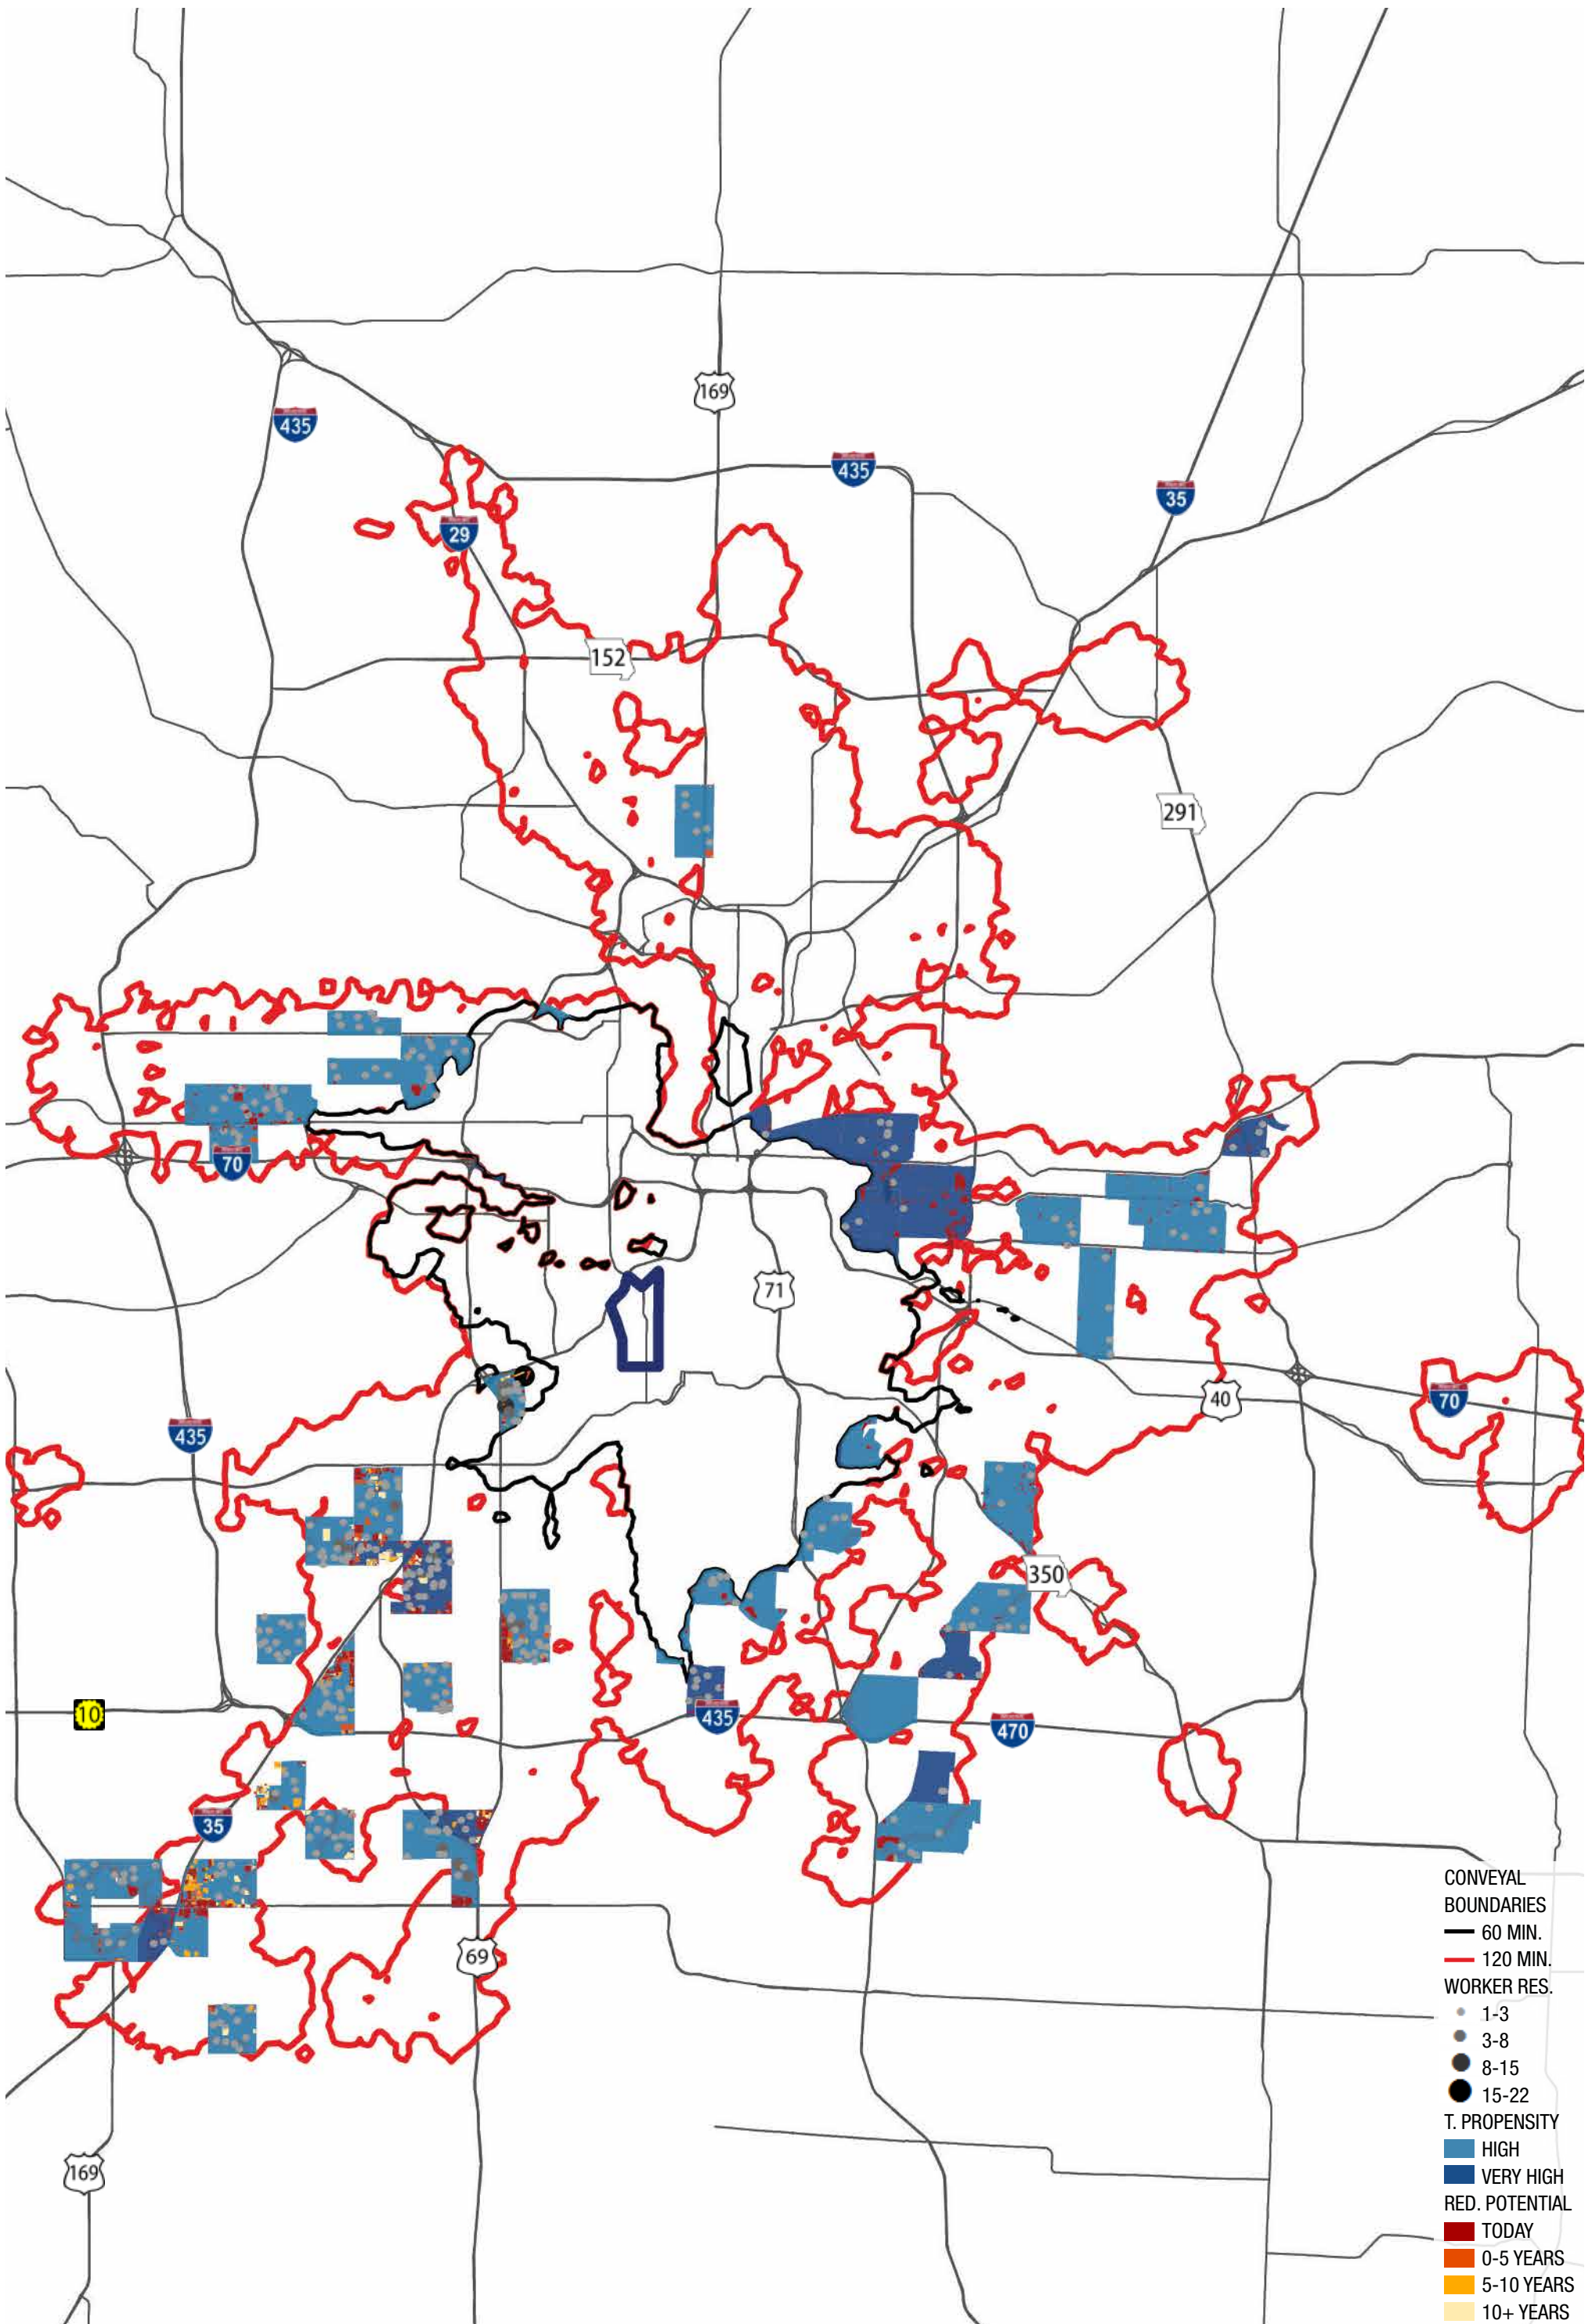 169
435
435
35
29
152
291
70
71
40
70
435
350
10
435
470
35
69
169
CONVEYAL
BOUNDARIES
60 MIN.
120 MIN.
WORKER RES.
1-3
3-8
8-15
15-22
T. PROPENSITY
HIGH
VERY HIGH
RED. POTENTIAL
TODAY
0-5 YEARS
5-10 YEARS
10+ YEARS